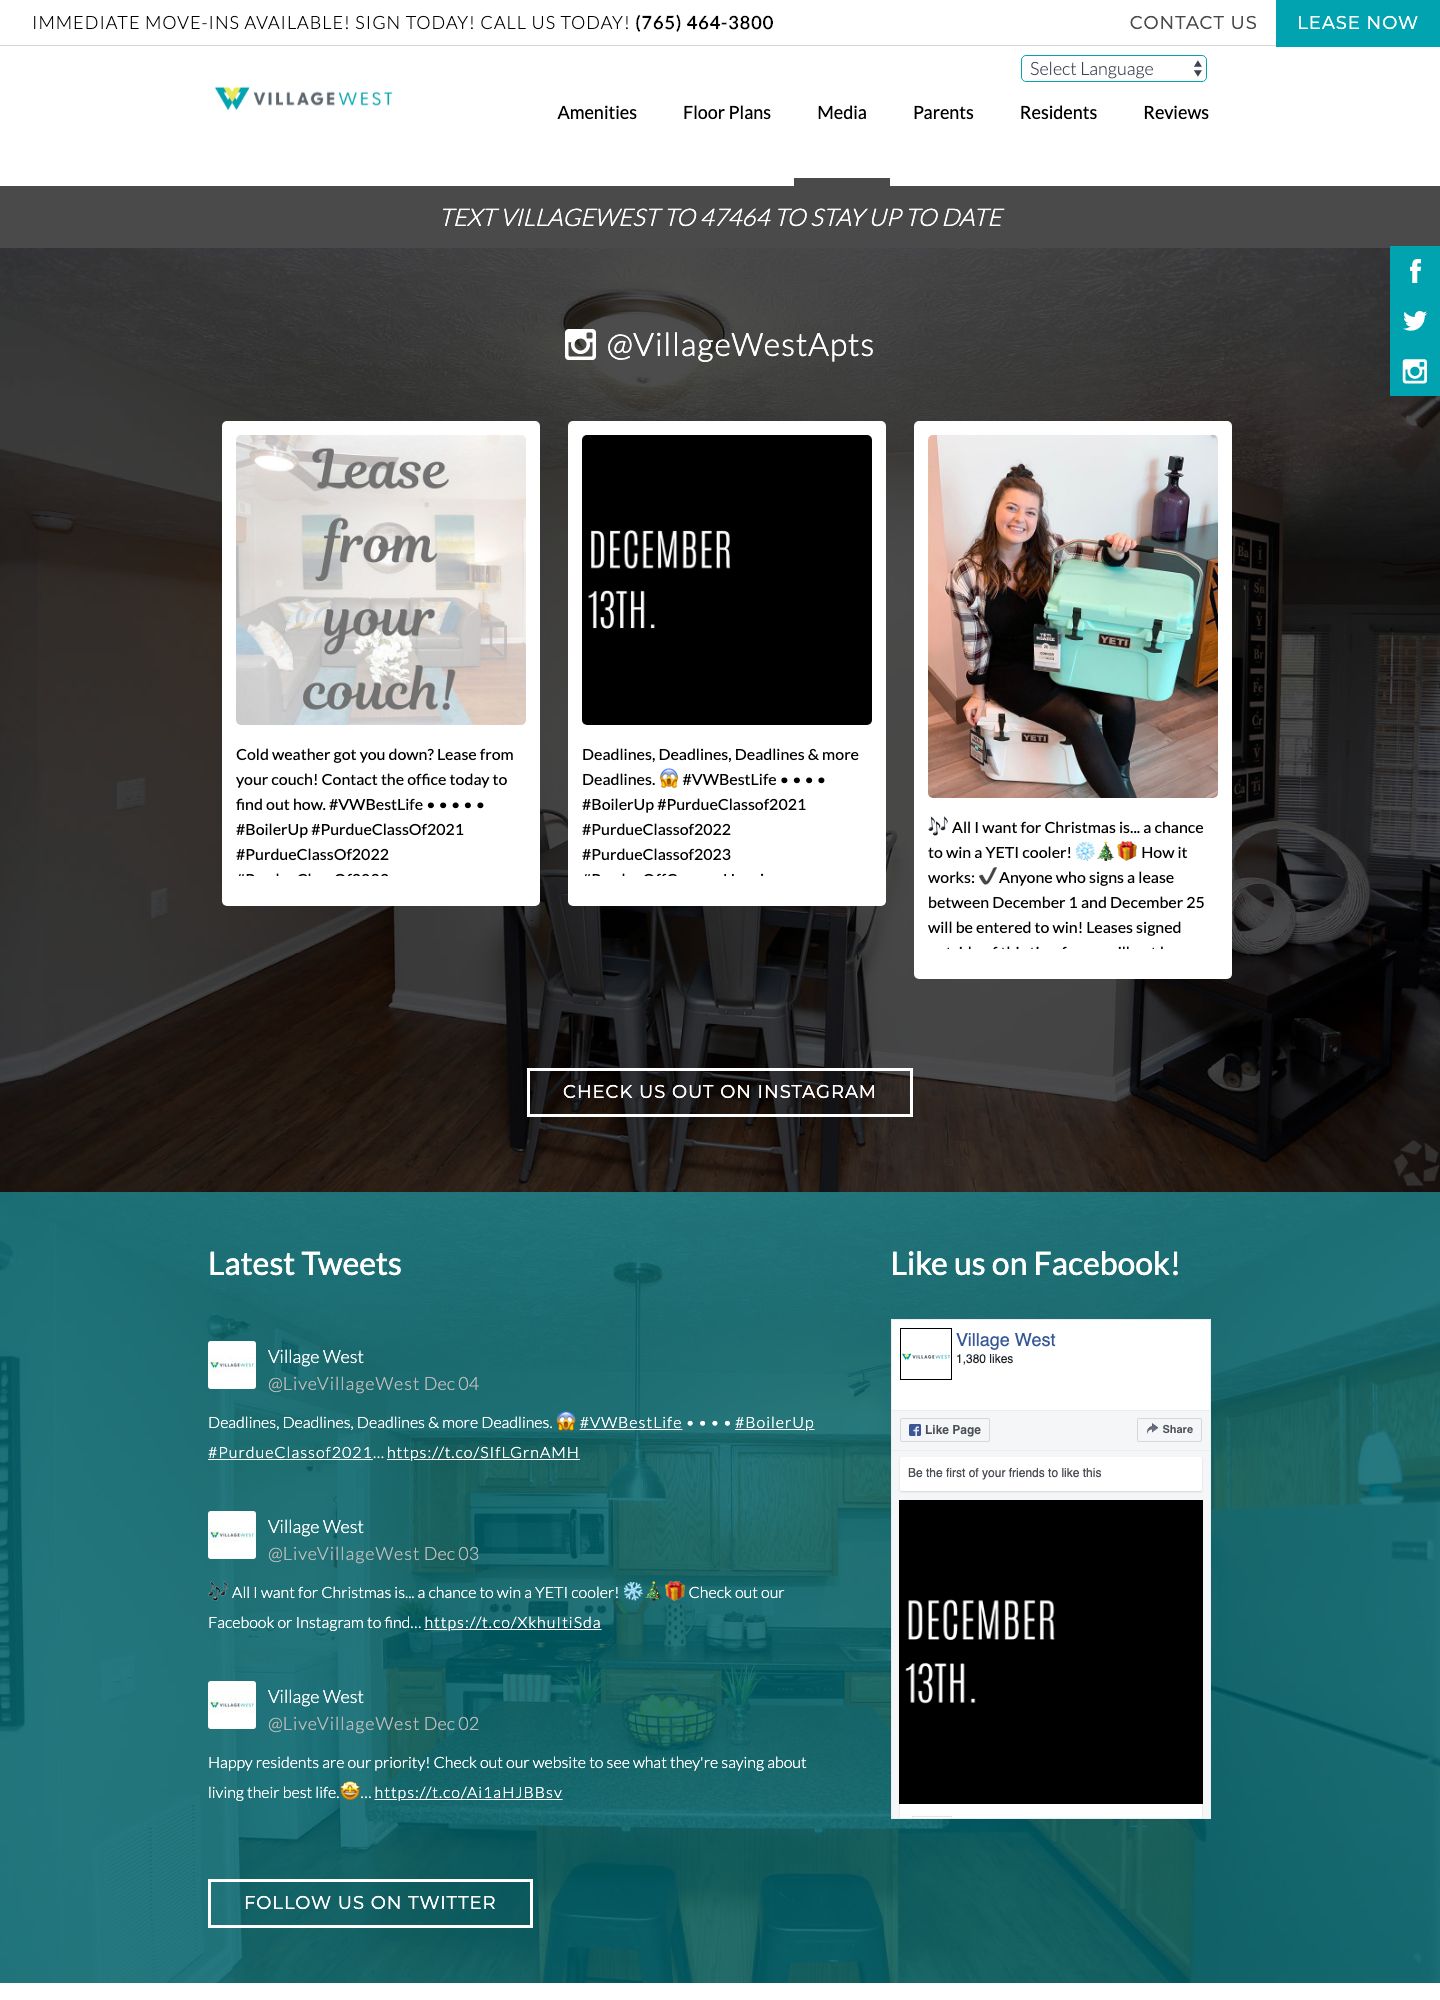 IMMEDIATE MOVE-INS AVAILABLE! SIGN TODAY! CALL US TODAY! (765) 464-3800
CONTACT US
LEASE NOW
Select Language
VILLAGEWEST
Amenities
Floor Plans
Media
Parents
Residents
Reviews
TEXT VILLAGEWEST TO 47464 TO STAY UP TO DATE
@VillageWestApts
Lease
from
your
couch!
Cold weather got you down? Lease from
your couch! Contact the office today to
find out how. #VWBestLife • • • • •
#BoilerUp #PurdueClassOf2021
#PurdueClassOf2022
DECEMBER
13TH.
Deadlines, Deadlines, Deadlines & more
Deadlines. 😱 #VWBestLife • • • •
#BoilerUp #PurdueClassof2021
#PurdueClassof2022
#PurdueClassof2023
YETI
YETI
🎶 All I want for Christmas is... a chance
to win a YETI cooler! ❄️🎄🎁 How it
works: ✔️Anyone who signs a lease
between December 1 and December 25
will be entered to win! Leases signed
CHECK US OUT ON INSTAGRAM
Latest Tweets
VILLAGEWEST
Village West
@LiveVillageWest Dec 04
Deadlines, Deadlines, Deadlines & more Deadlines. 😱 #VWBestLife • • • • #BoilerUp
#PurdueClassof2021… https://t.co/SIfLGrnAMH
VILLAGEWEST
Village West
@LiveVillageWest Dec 03
🎶 All I want for Christmas is... a chance to win a YETI cooler! ❄️🎄🎁 Check out our
Facebook or Instagram to find… https://t.co/XkhuItiSda
VILLAGEWEST
Village West
@LiveVillageWest Dec 02
Happy residents are our priority! Check out our website to see what they're saying about
living their best life.🤩… https://t.co/Ai1aHJBBsv
FOLLOW US ON TWITTER
Like us on Facebook!
VILLAGEWEST
Village West
1,380 likes
Like Page
Share
Be the first of your friends to like this
DECEMBER
13TH.